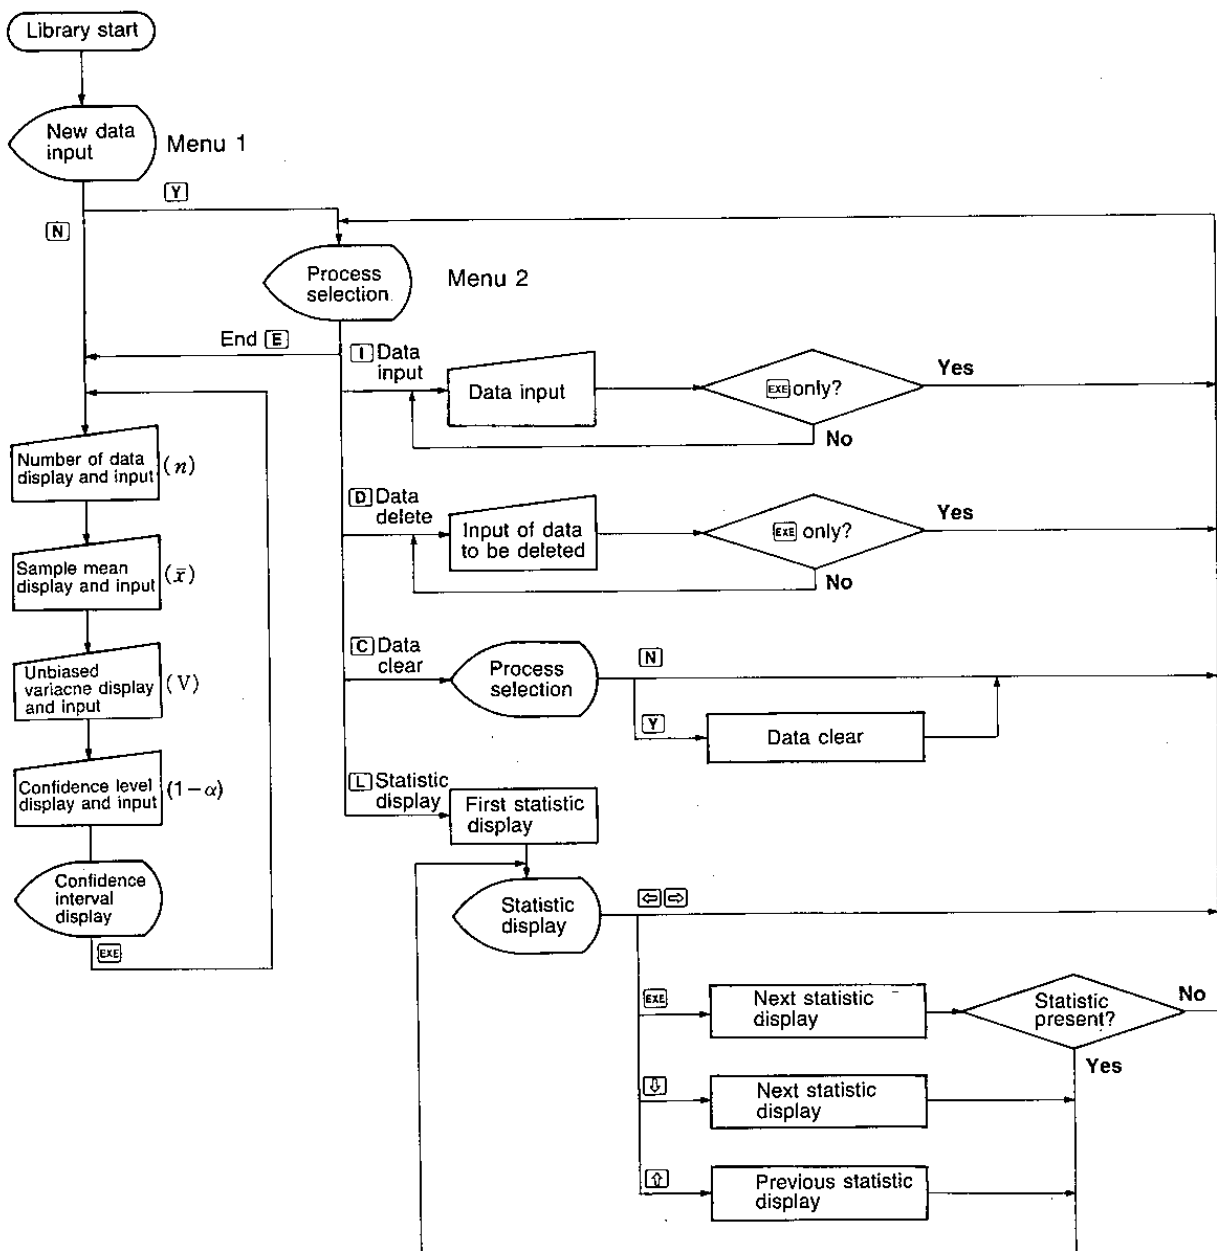 Library start
New data
input
Menu 1
Y
N
Process
selection
Menu 2
End E
I Data
input
Data input
EXE only?
Yes
No
Number of data
display and input
(n)
D Data
delete
Input of data
to be deleted
EXE only?
Yes
No
Sample mean
display and input
(x̄)
C Data
clear
Process
selection
N
Y
Data clear
Unbiased
variacne display
and input
(V)
Confidence level
display and input
(1−α)
L Statistic
display
First statistic
display
Confidence
interval
display
EXE
Statistic
display
⇦ ⇨
EXE
Next statistic
display
Statistic
present?
No
Yes
⇩
Next statistic
display
⇧
Previous statistic
display